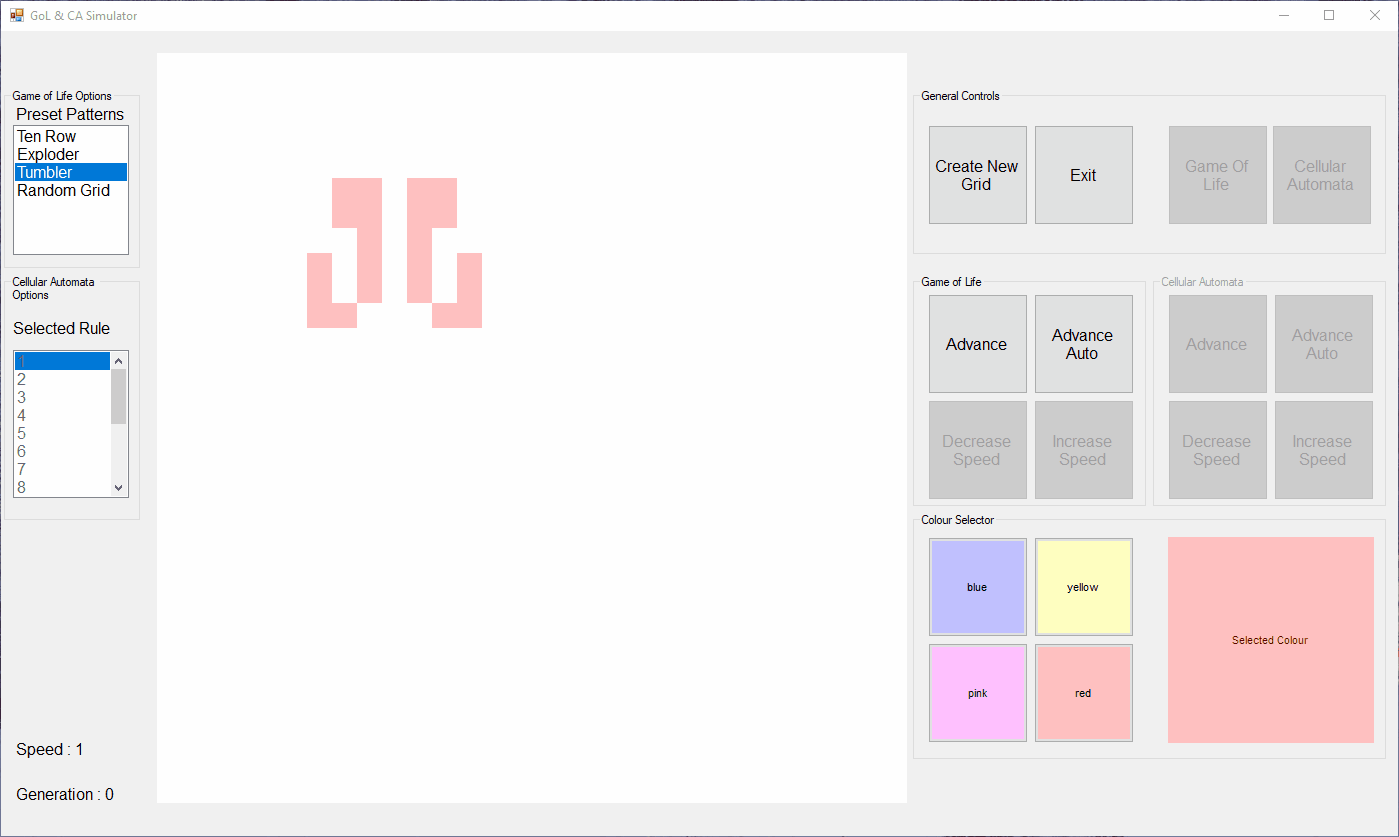 GoL & CA Simulator
Game of Life Options
Preset Patterns
Ten Row
Exploder
Tumbler
Random Grid
Cellular Automata
Options
Selected Rule
1
2
3
4
5
6
7
8
Speed : 1
Generation : 0
General Controls
Create New
Grid
Exit
Game Of
Life
Cellular
Automata
Game of Life
Advance
Advance
Auto
Decrease
Speed
Increase
Speed
Cellular Automata
Advance
Advance
Auto
Decrease
Speed
Increase
Speed
Colour Selector
blue
yellow
pink
red
Selected Colour